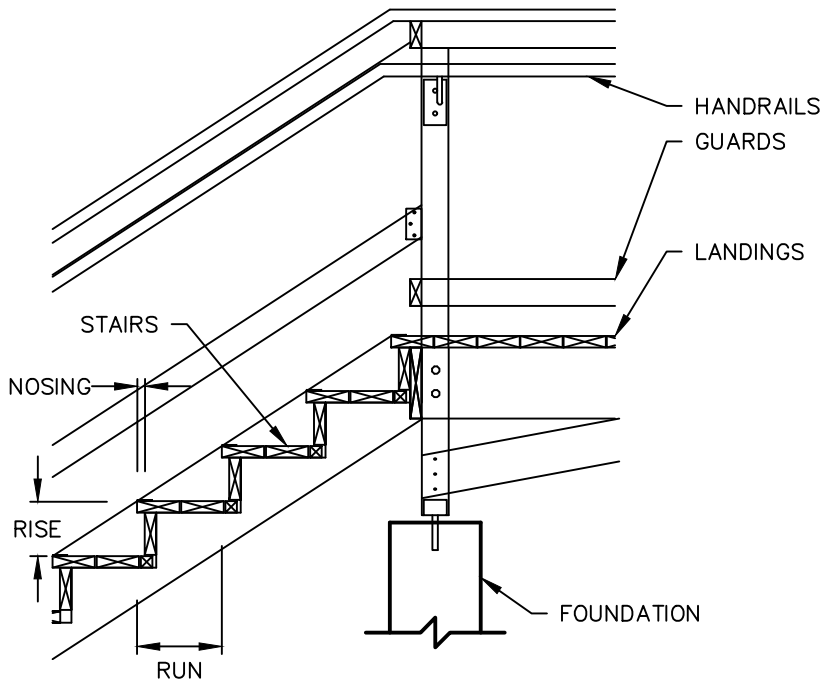 HANDRAILS
GUARDS
LANDINGS
STAIRS
NOSING
RISE
FOUNDATION
RUN